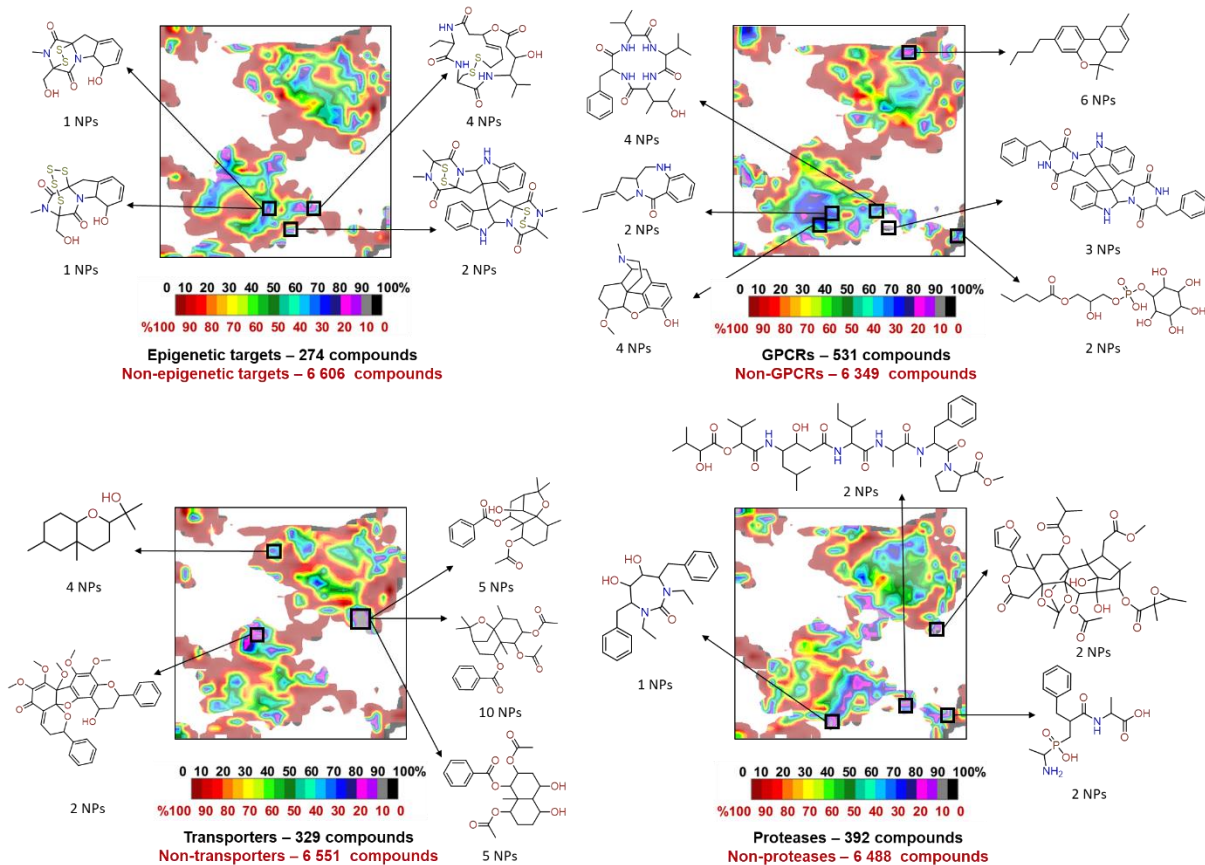 1 NPs
4 NPs
1 NPs
2 NPs
0 10 20 30 40 50 60 70 80 90 100%
%100 90 80 70 60 50 40 30 20 10 0
Epigenetic targets – 274 compounds
Non-epigenetic targets – 6 606 compounds
4 NPs
6 NPs
2 NPs
3 NPs
4 NPs
2 NPs
0 10 20 30 40 50 60 70 80 90 100%
%100 90 80 70 60 50 40 30 20 10 0
GPCRs – 531 compounds
Non-GPCRs – 6 349 compounds
4 NPs
5 NPs
10 NPs
2 NPs
5 NPs
0 10 20 30 40 50 60 70 80 90 100%
%100 90 80 70 60 50 40 30 20 10 0
Transporters – 329 compounds
Non-transporters – 6 551 compounds
2 NPs
1 NPs
2 NPs
2 NPs
0 10 20 30 40 50 60 70 80 90 100%
%100 90 80 70 60 50 40 30 20 10 0
Proteases – 392 compounds
Non-proteases – 6 488 compounds